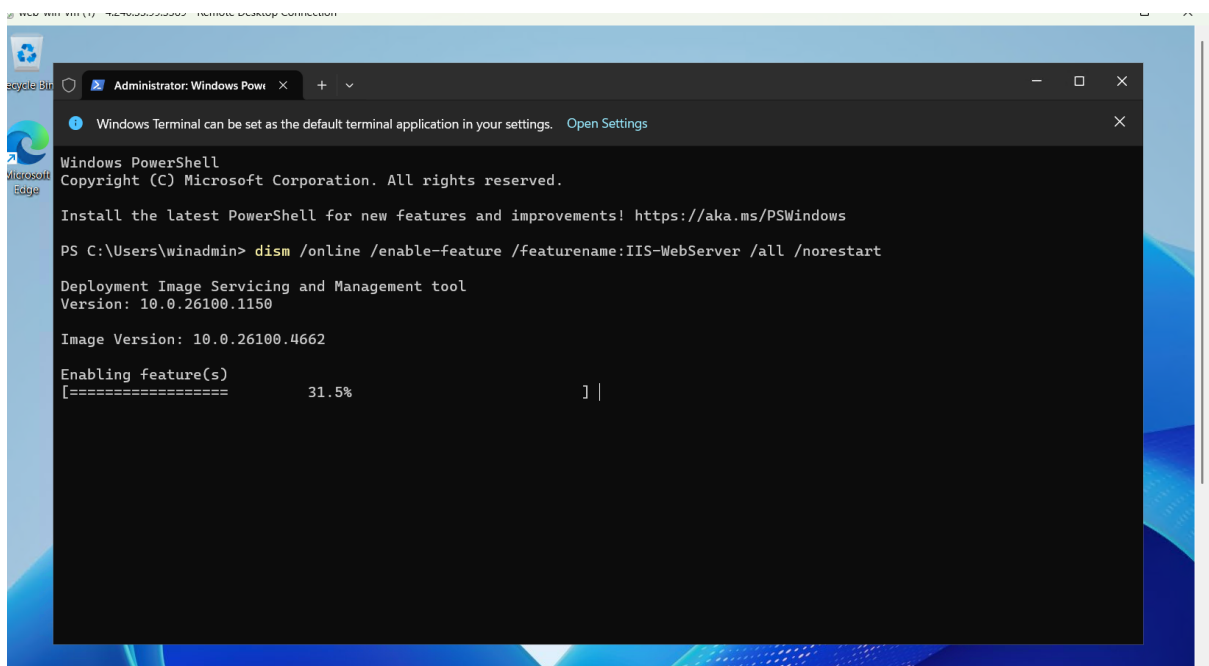 Remote Desktop Connection
Recycle Bin
Administrator: Windows Powe
Windows Terminal can be set as the default terminal application in your settings. Open Settings
Microsoft
Edge
Windows PowerShell
Copyright (C) Microsoft Corporation. All rights reserved.
Install the latest PowerShell for new features and improvements! https://aka.ms/PSWindows
PS C:\Users\winadmin> dism /online /enable-feature /featurename:IIS-WebServer /all /norestart
Deployment Image Servicing and Management tool
Version: 10.0.26100.1150
Image Version: 10.0.26100.4662
Enabling feature(s)
[================== 31.5% ]